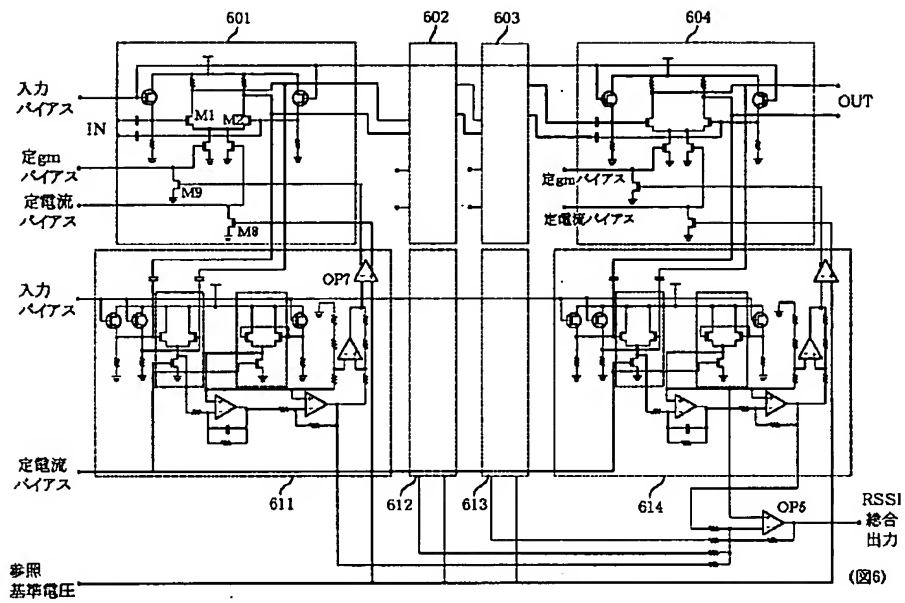 601
602
603
604
入力
バイアス
M1
M2
OUT
IN
定gm
バイアス
定gmバイアス
M9
定電流
バイアス
定電流バイアス
M8
OP7
入力
バイアス
定電流
バイアス
611
612
613
614
OP5
RSSI
総合
出力
参照
基準電圧
(図6)